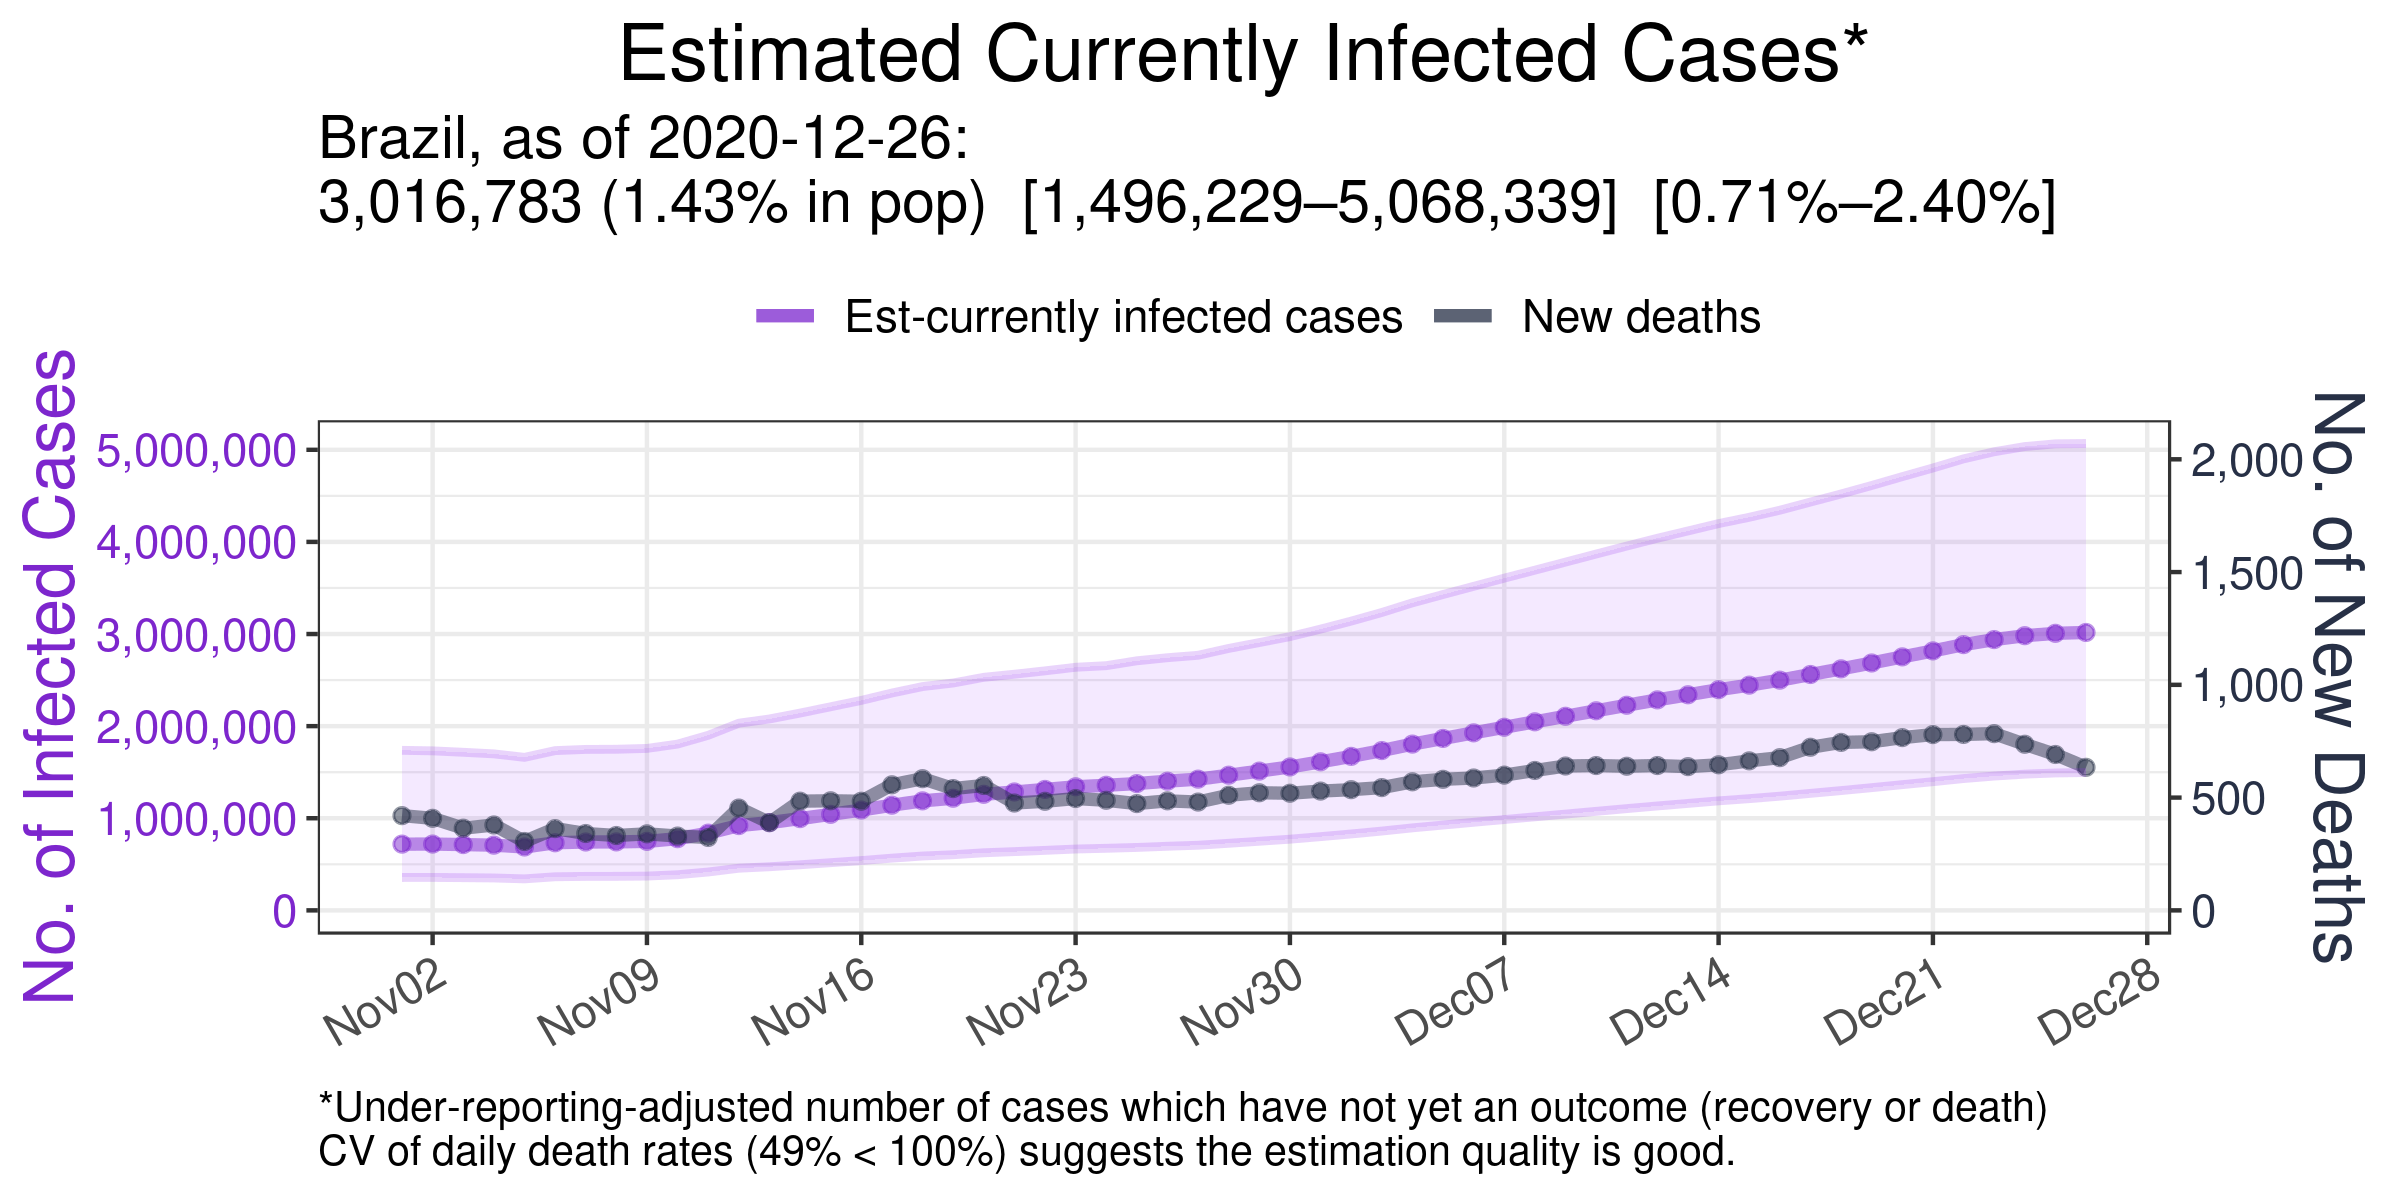 Estimated Currently Infected Cases*
Brazil, as of 2020-12-26:
3,016,783 (1.43% in pop)  [1,496,229–5,068,339]  [0.71%–2.40%]
Est-currently infected cases
New deaths
No. of Infected Cases
5,000,000
4,000,000
3,000,000
2,000,000
1,000,000
0
No. of New Deaths
2,000
1,500
1,000
500
0
Nov02
Nov09
Nov16
Nov23
Nov30
Dec07
Dec14
Dec21
Dec28
*Under-reporting-adjusted number of cases which have not yet an outcome (recovery or death)
CV of daily death rates (49% < 100%) suggests the estimation quality is good.